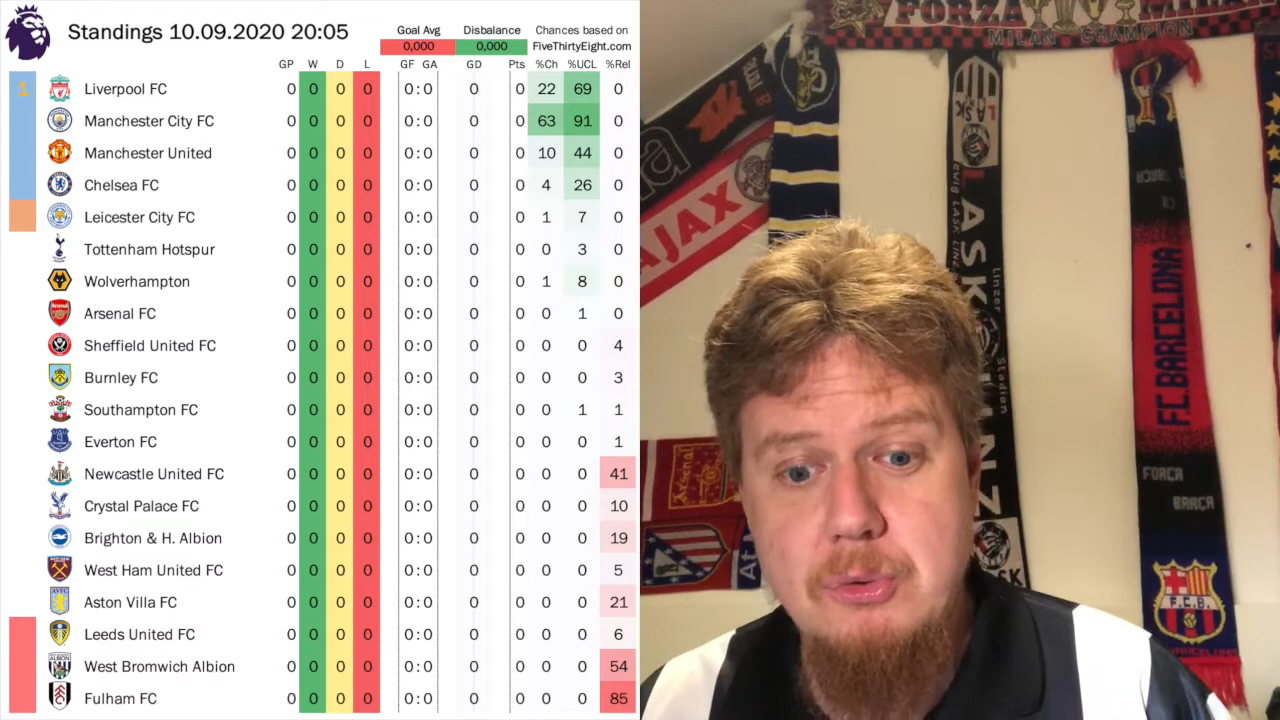 Standings 10.09.2020 20:05
Goal Avg Disbalance Chances based on
0,000 0,000 FiveThirtyEight.com
GP W D L GF GA GD Pts %Ch %UCL %Rel
1 Liverpool FC 0 0 0 0 0:0 0 0 22 69 0
Manchester City FC 0 0 0 0 0:0 0 0 63 91 0
Manchester United 0 0 0 0 0:0 0 0 10 44 0
Chelsea FC 0 0 0 0 0:0 0 0 4 26 0
Leicester City FC 0 0 0 0 0:0 0 0 1 7 0
Tottenham Hotspur 0 0 0 0 0:0 0 0 0 3 0
Wolverhampton 0 0 0 0 0:0 0 0 1 8 0
Arsenal FC 0 0 0 0 0:0 0 0 0 1 0
Sheffield United FC 0 0 0 0 0:0 0 0 0 0 4
Burnley FC 0 0 0 0 0:0 0 0 0 0 3
Southampton FC 0 0 0 0 0:0 0 0 0 1 1
Everton FC 0 0 0 0 0:0 0 0 0 0 1
Newcastle United FC 0 0 0 0 0:0 0 0 0 0 41
Crystal Palace FC 0 0 0 0 0:0 0 0 0 0 10
Brighton & H. Albion 0 0 0 0 0:0 0 0 0 0 19
West Ham United FC 0 0 0 0 0:0 0 0 0 0 5
Aston Villa FC 0 0 0 0 0:0 0 0 0 0 21
Leeds United FC 0 0 0 0 0:0 0 0 0 0 6
West Bromwich Albion 0 0 0 0 0:0 0 0 0 0 54
Fulham FC 0 0 0 0 0:0 0 0 0 0 85
FORZA
MILAN CHAMPION
AJAX
LASK
EVIG LASK LINZ
LASK LINZ
Linzer
Stadien
LASK
BARÇA
FC.BARCELONA
FORÇA
BARÇA
F.C.B.
BARCELONA
Arsenal
At